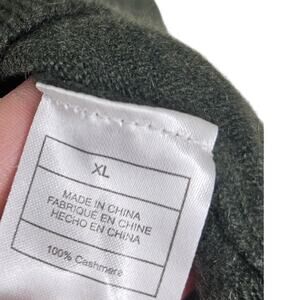 XL
MADE IN CHINA
FABRIQUÉ EN CHINE
HECHO EN CHINA
100% Cashmere